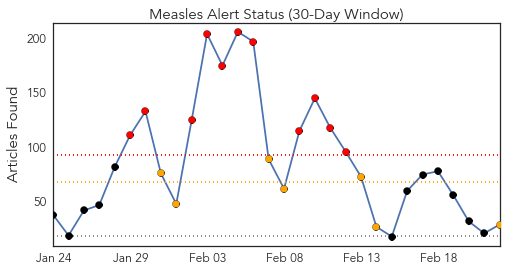 Measles Alert Status (30-Day Window)
Articles Found
200
150
100
50
Jan 24 Jan 29 Feb 03 Feb 08 Feb 13 Feb 18